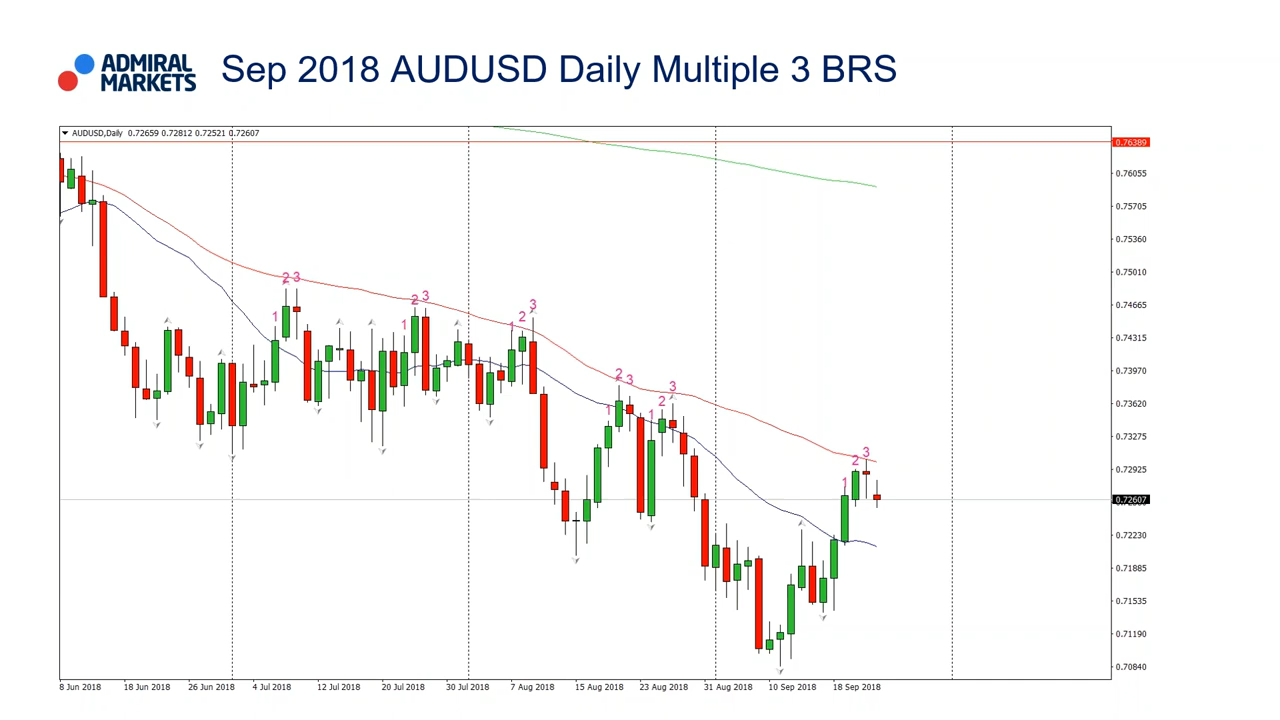 ADMIRAL
MARKETS
Sep 2018 AUDUSD Daily Multiple 3 BRS
AUDUSD,Daily 0.72659 0.72812 0.72521 0.72607
0.76389
0.76055
0.75705
0.75360
0.75010
0.74665
0.74315
0.73970
0.73620
0.73275
0.72925
0.72607
0.72230
0.71885
0.71535
0.71190
0.70840
1 2 3
1 2 3
1 2 3
1 2 3
1 2 3
1 2 3
8 Jun 2018 18 Jun 2018 26 Jun 2018 4 Jul 2018 12 Jul 2018 20 Jul 2018 30 Jul 2018 7 Aug 2018 15 Aug 2018 23 Aug 2018 31 Aug 2018 10 Sep 2018 18 Sep 2018